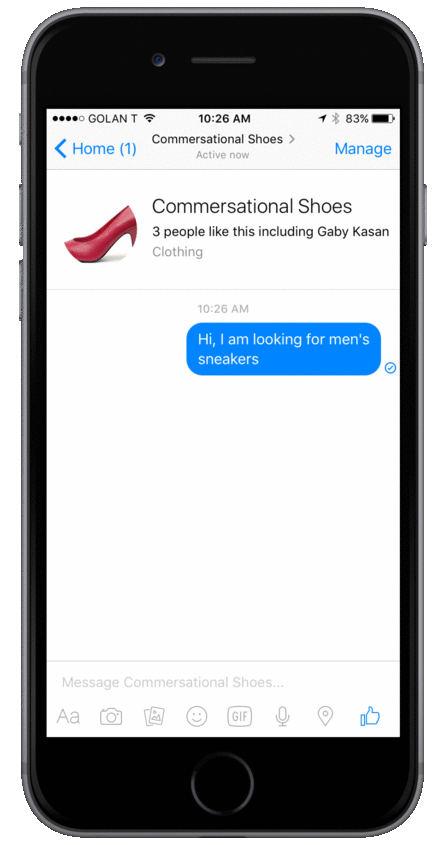 GOLAN T 10:26 AM 83%
Home (1) Commersational Shoes Manage
Active now
Commersational Shoes
3 people like this including Gaby Kasan
Clothing
10:26 AM
Hi, I am looking for men's
sneakers
Message Commersational Shoes...
Aa GIF